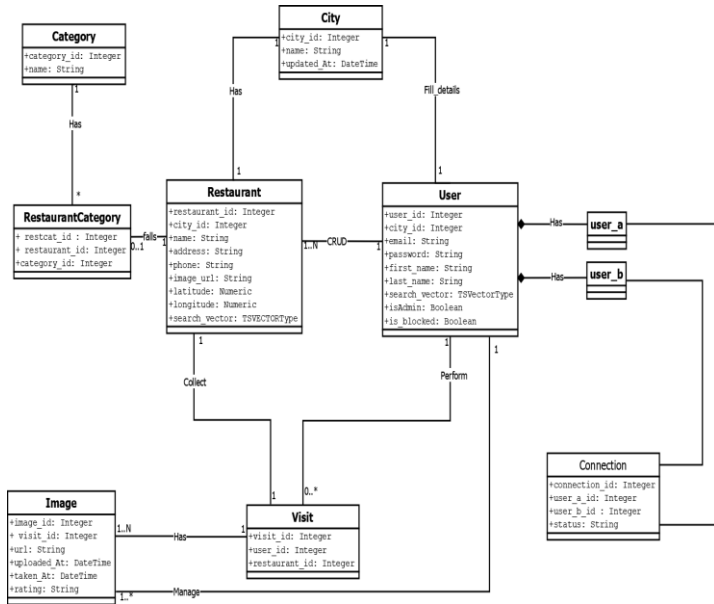 City
+city_id: Integer
+name: String
+updated_At: DateTime
Category
+category_id: Integer
+name: String
1
1
1
Has
Fill_details
Has
*
1
1
Restaurant
+restaurant_id: Integer
+city_id: Integer
+name: String
+address: String
+phone: String
+image_url: String
+latitude: Numeric
+longitude: Numeric
+search_vector: TSVECTORType
User
+user_id: Integer
+city_id: Integer
+email: String
+password: String
+first_name: String
+last_name: Sring
+search_vector: TSVectorType
+isAdmin: Boolean
+is_blocked: Boolean
RestaurantCategory
+ restcat_id : Integer
+ restaurant_id: Integer
+category_id: Integer
falls
0..1
1
1..N
CRUD
1
Has
user_a
Has
user_b
1
1
1
Collect
Perform
Connection
+connection_id: Integer
+user_a_id: Integer
+user_b_id : Integer
+status: String
1
0..*
Image
+image_id: Integer
+ visit_id: Integer
+url: String
+uploaded_At: DateTime
+taken_At: DateTime
+rating: String
1..N
Has
1
Visit
+visit_id: Integer
+user_id: Integer
+restaurant_id: Integer
1..*
Manage